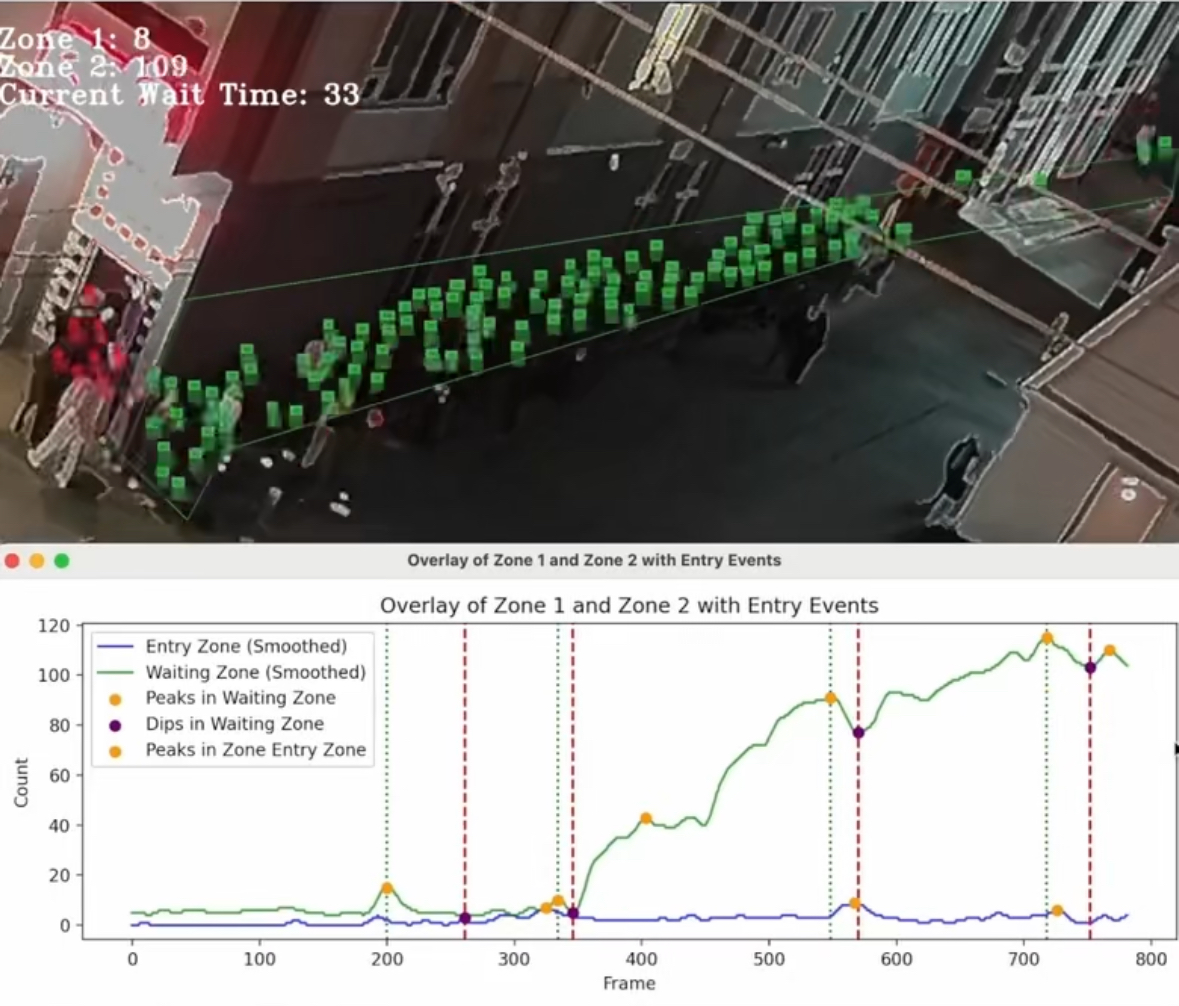 Zone 1: 8
Zone 2: 109
Current Wait Time: 33
Overlay of Zone 1 and Zone 2 with Entry Events
Overlay of Zone 1 and Zone 2 with Entry Events
Entry Zone (Smoothed)
Waiting Zone (Smoothed)
Peaks in Waiting Zone
Dips in Waiting Zone
Peaks in Zone Entry Zone
Count
120
100
80
60
40
20
0
0 100 200 300 400 500 600 700 800
Frame